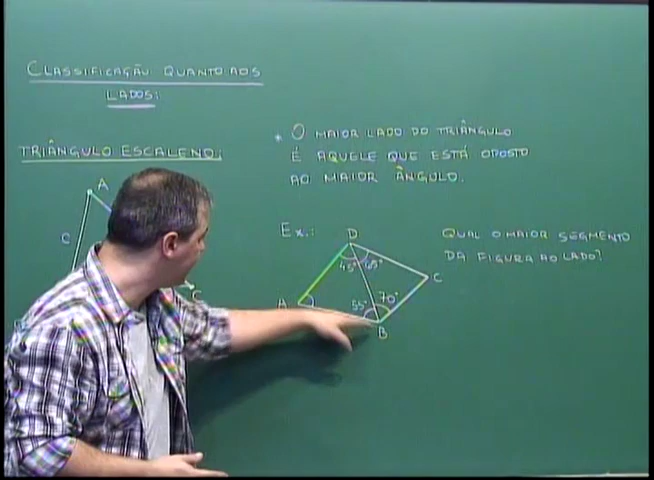 CLASSIFICAÇÃO QUANTO AOS
LADOS:
TRIÂNGULO ESCALENO:
A
C
C
* O MAIOR LADO DO TRIÂNGULO
É AQUELE QUE ESTÁ OPOSTO
AO MAIOR ÂNGULO.
Ex.:
D
45°
A
55°
70°
C
B
QUAL O MAIOR SEGMENTO
DA FIGURA AO LADO?